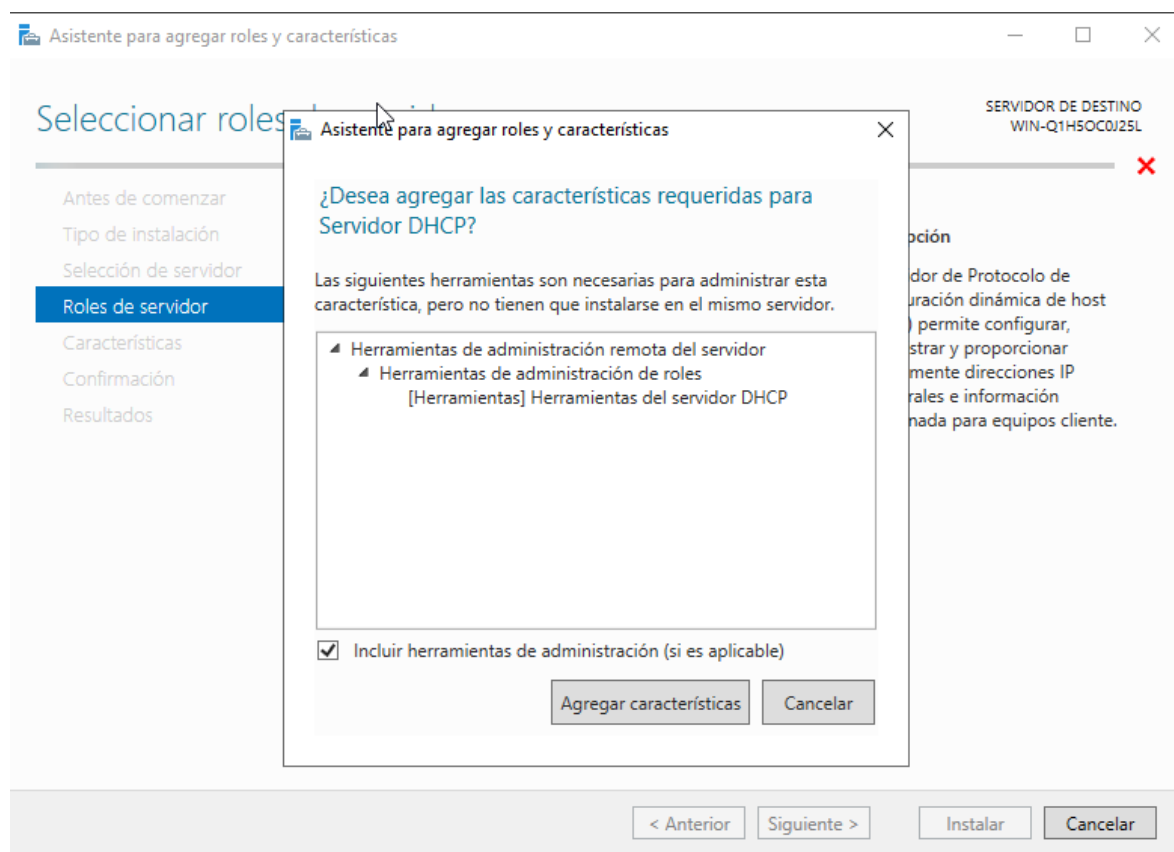 Asistente para agregar roles y características
Seleccionar roles
SERVIDOR DE DESTINO
WIN-Q1H5OC0J25L
Antes de comenzar
Tipo de instalación
Selección de servidor
Roles de servidor
Características
Confirmación
Resultados
Asistente para agregar roles y características
¿Desea agregar las características requeridas para
Servidor DHCP?
Las siguientes herramientas son necesarias para administrar esta
característica, pero no tienen que instalarse en el mismo servidor.
Herramientas de administración remota del servidor
Herramientas de administración de roles
[Herramientas] Herramientas del servidor DHCP
Incluir herramientas de administración (si es aplicable)
Agregar características
Cancelar
pción
dor de Protocolo de
uración dinámica de host
) permite configurar,
strar y proporcionar
mente direcciones IP
rales e información
nada para equipos cliente.
< Anterior
Siguiente >
Instalar
Cancelar